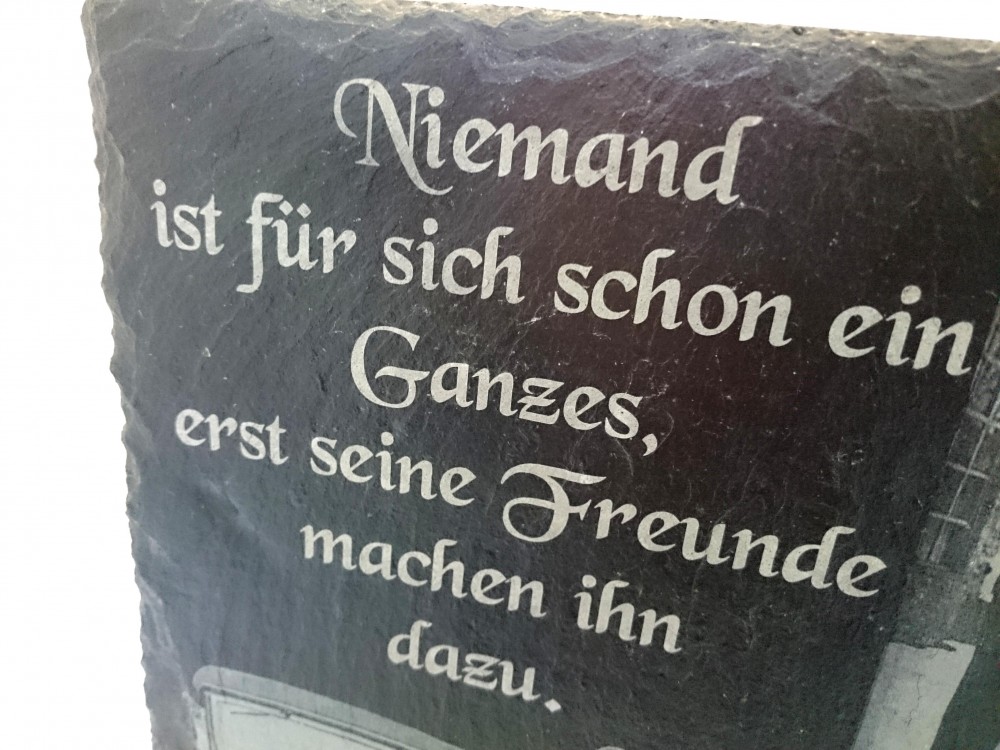 Niemand
ist für sich schon ein
Ganzes,
erst seine Freunde
machen ihn
dazu.